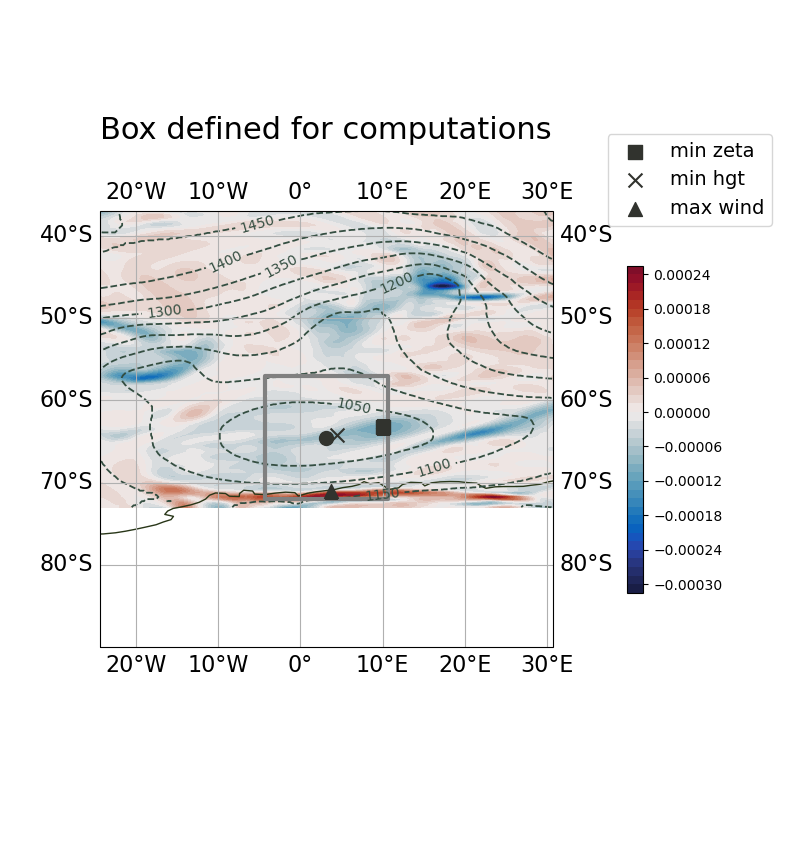 Box defined for computations
min zeta
min hgt
max wind
20°W 10°W 0° 10°E 20°E 30°E
40°S 40°S
50°S 50°S
60°S 60°S
70°S 70°S
80°S 80°S
20°W 10°W 0° 10°E 20°E 30°E
1450
1400
1350
1200
1300
1050
1100
1150
0.00024
0.00018
0.00012
0.00006
0.00000
−0.00006
−0.00012
−0.00018
−0.00024
−0.00030